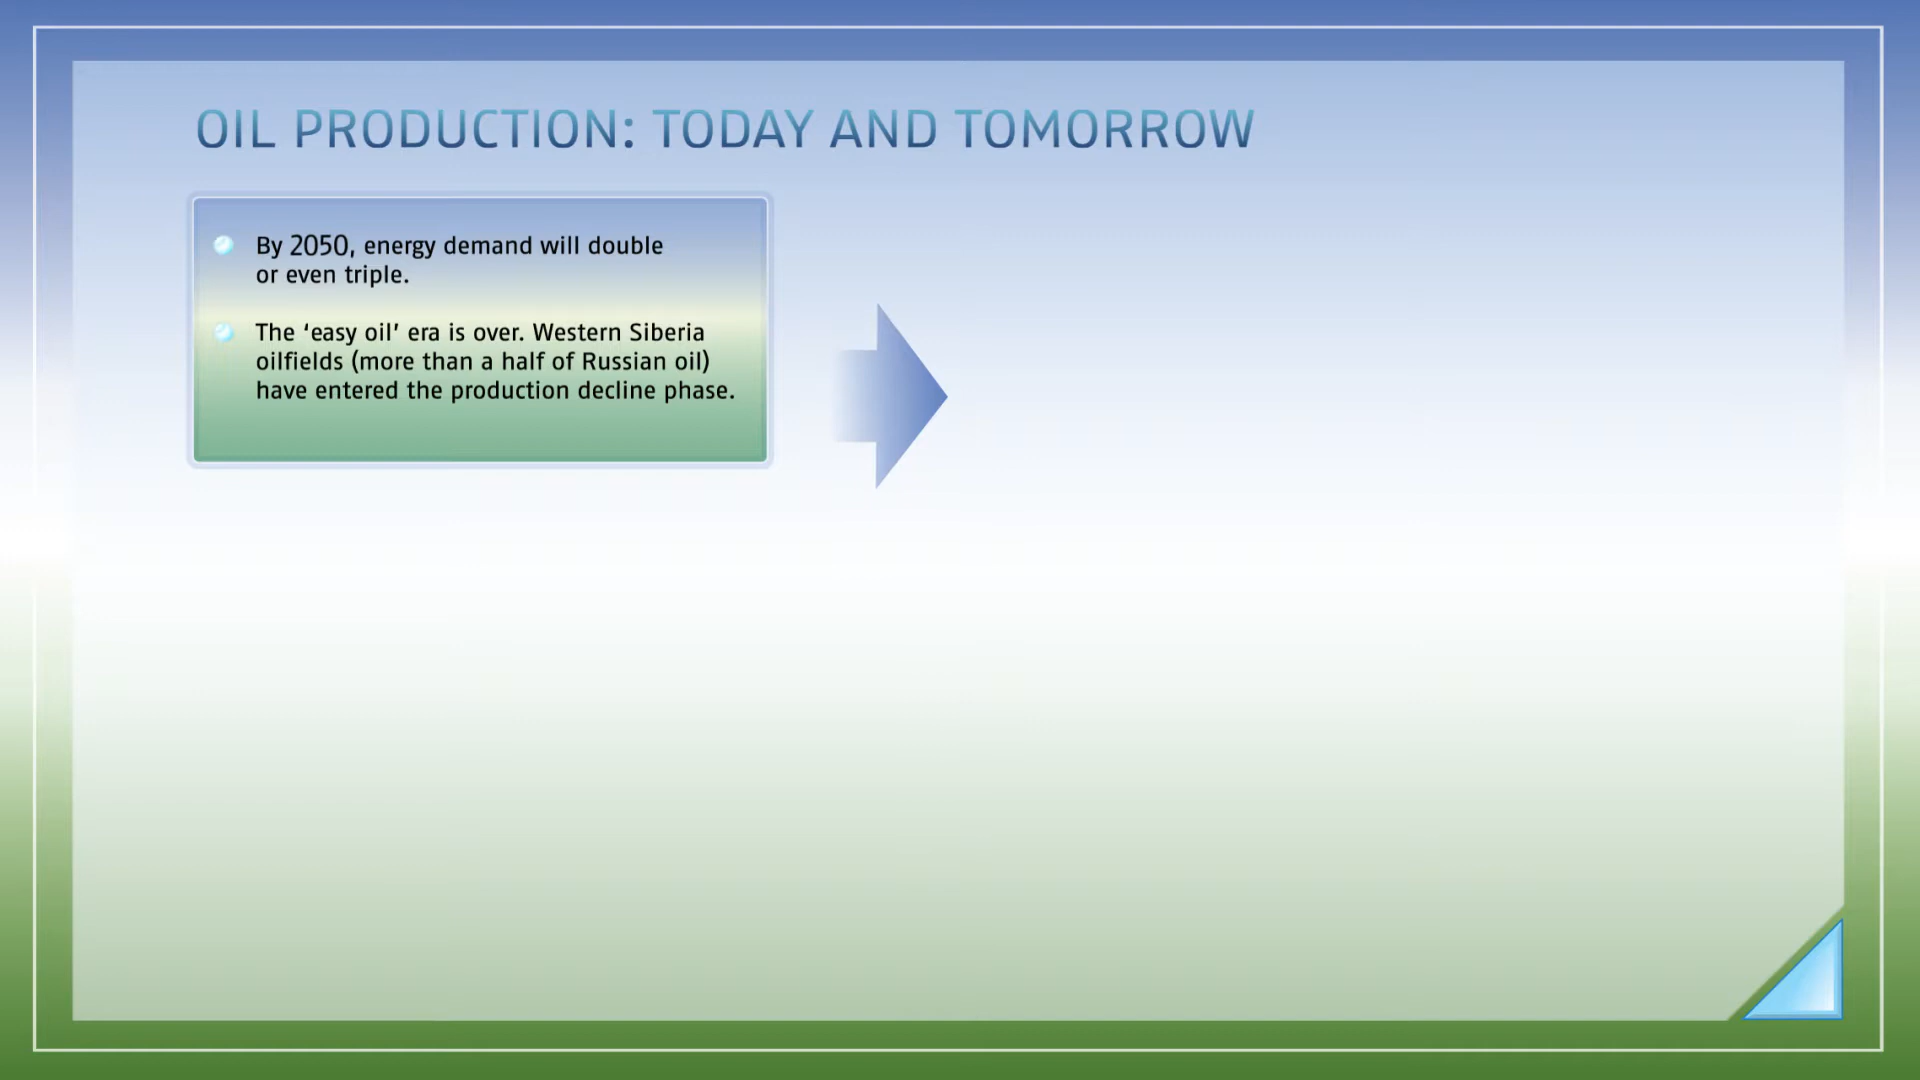 OIL PRODUCTION: TODAY AND TOMORROW
By 2050, energy demand will double
or even triple.
The ‘easy oil’ era is over. Western Siberia
oilfields (more than a half of Russian oil)
have entered the production decline phase.